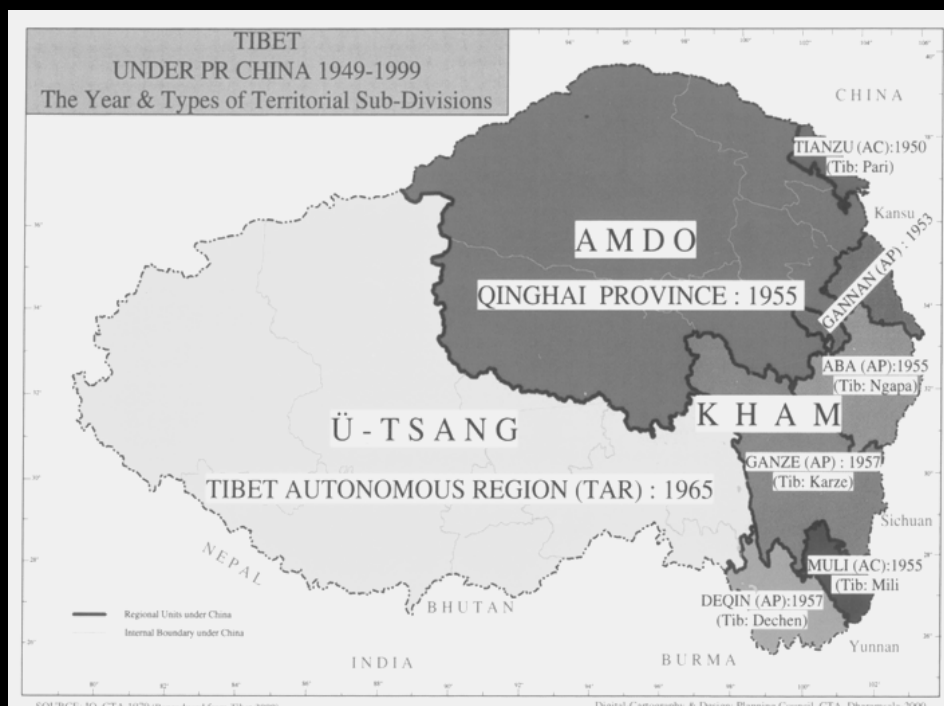 TIBET
UNDER PR CHINA 1949-1999
The Year & Types of Territorial Sub-Divisions
CHINA
TIANZU (AC):1950
(Tib: Pari)
Kansu
GANNAN (AP) : 1953
AMDO
QINGHAI PROVINCE : 1955
ABA (AP):1955
(Tib: Ngapa)
KHAM
Ü-TSANG
GANZE (AP) : 1957
(Tib: Karze)
TIBET AUTONOMOUS REGION (TAR) : 1965
Sichuan
NEPAL
MULI (AC):1955
(Tib: Mili
DEQIN (AP):1957
(Tib: Dechen)
BHUTAN
Regional Units under China
Internal Boundary under China
Yunnan
INDIA
BURMA